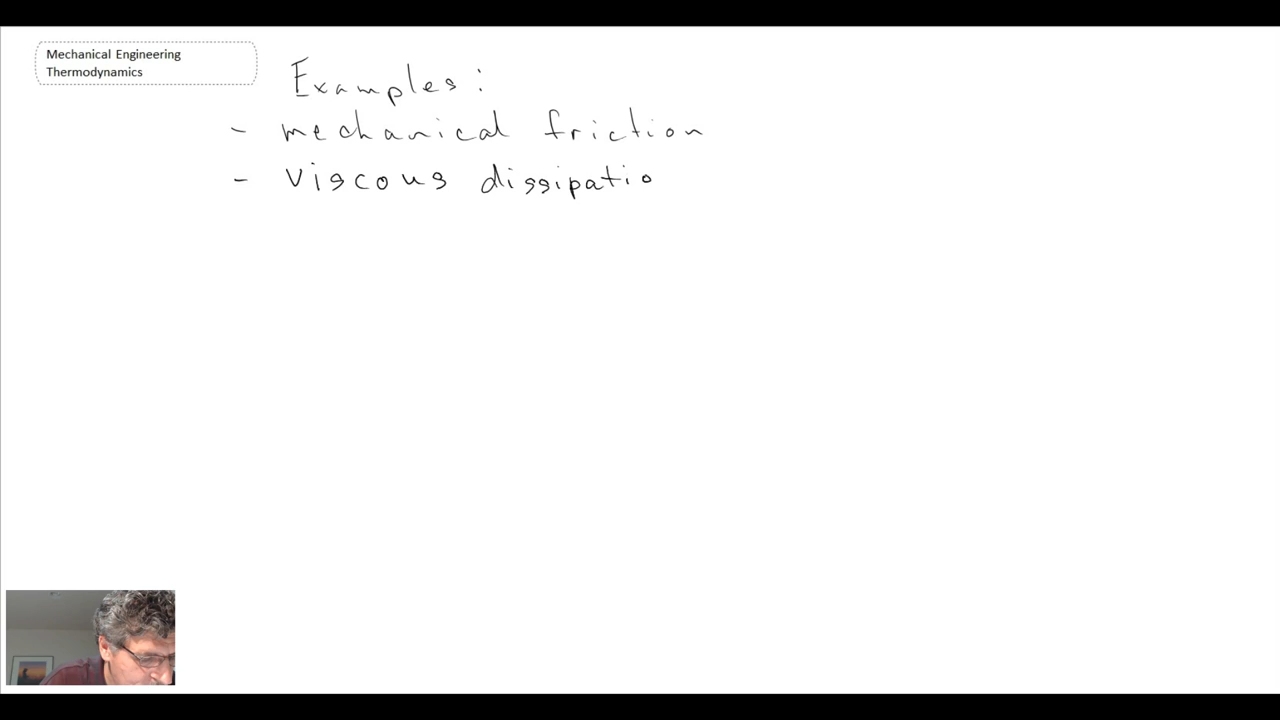 Mechanical Engineering
Thermodynamics
Examples:
- mechanical friction
- viscous dissipatio